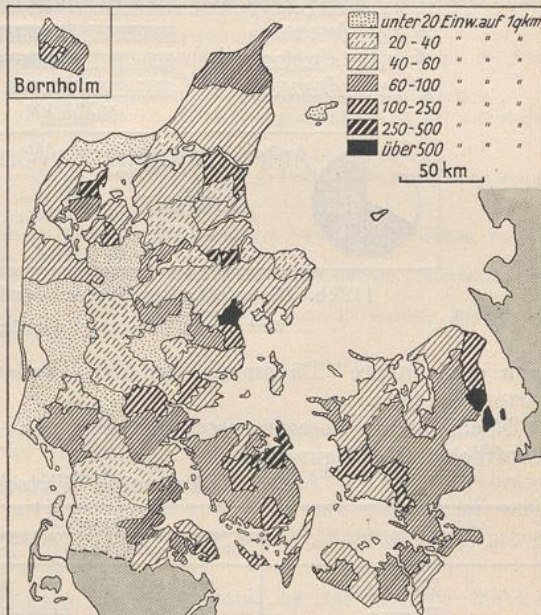 Bornholm
unter 20 Einw. auf 1qkm
20-40 " " "
40-60 " " "
60-100 " " "
100-250 " " "
250-500 " " "
über 500 " " "
50 km